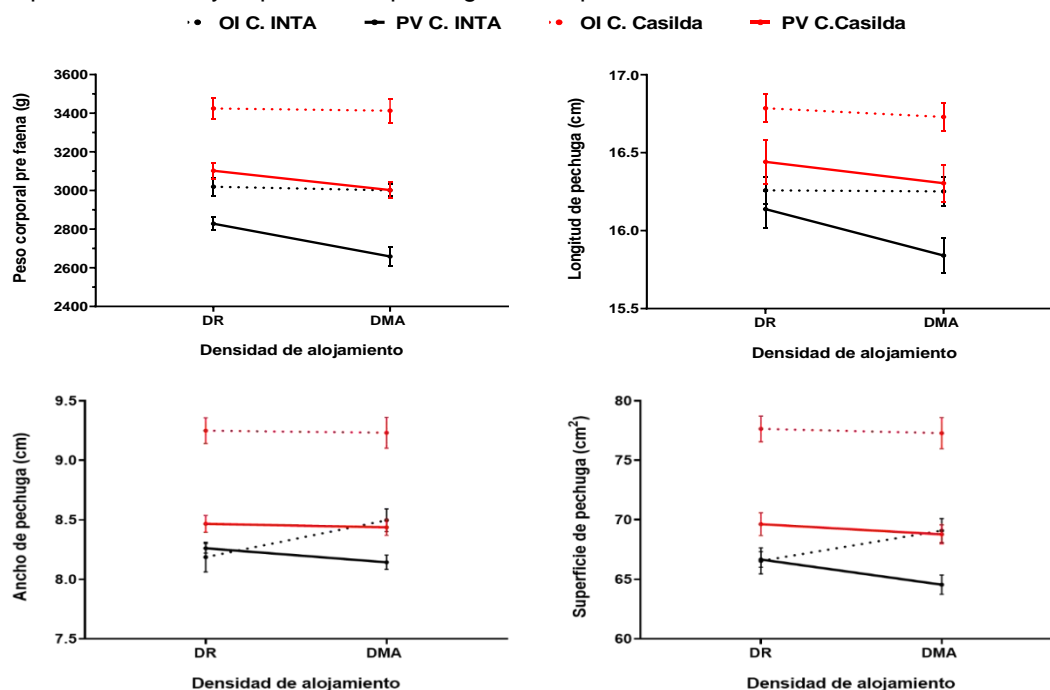 OI C. INTA PV C. INTA OI C. Casilda PV C.Casilda
Peso corporal pre faena (g)
3600
3400
3200
3000
2800
2600
2400
DR DMA
Densidad de alojamiento
Longitud de pechuga (cm)
17.0
16.5
16.0
15.5
DR DMA
Densidad de alojamiento
Ancho de pechuga (cm)
9.5
9.0
8.5
8.0
7.5
DR DMA
Densidad de alojamiento
Superficie de pechuga (cm²)
80
75
70
65
60
DR DMA
Densidad de alojamiento